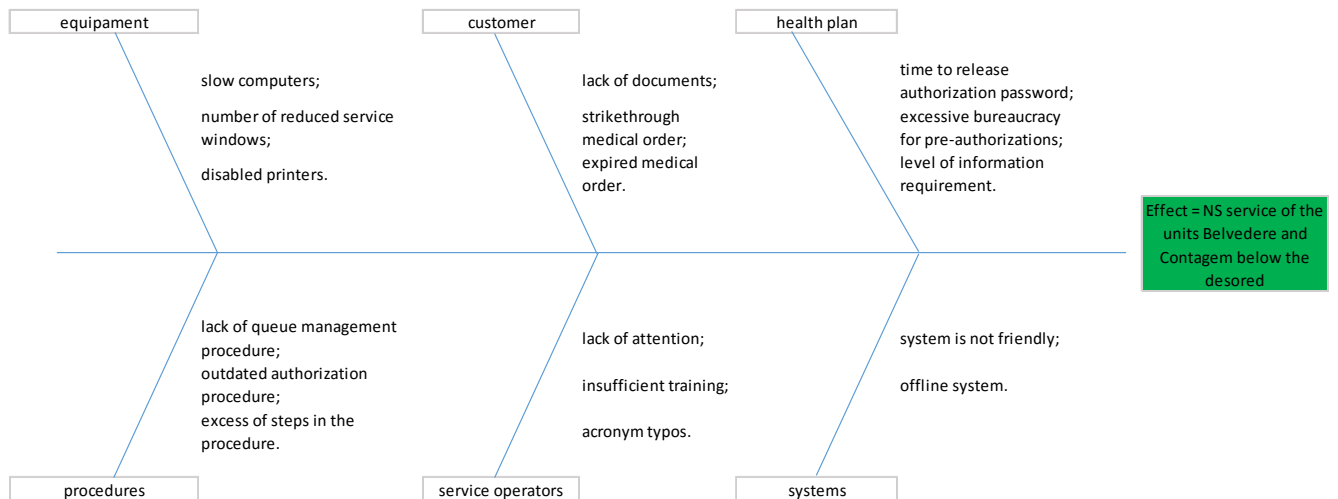 equipament
customer
health plan
slow computers;
number of reduced service
windows;
disabled printers.
lack of documents;
strikethrough
medical order;
expired medical
order.
time to release
authorization password;
excessive bureaucracy
for pre-authorizations;
level of information
requirement.
Effect = NS service of the
units Belvedere and
Contagem below the
desored
lack of queue management
procedure;
outdated authorization
procedure;
excess of steps in the
procedure.
lack of attention;
insufficient training;
acronym typos.
system is not friendly;
offline system.
procedures
service operators
systems